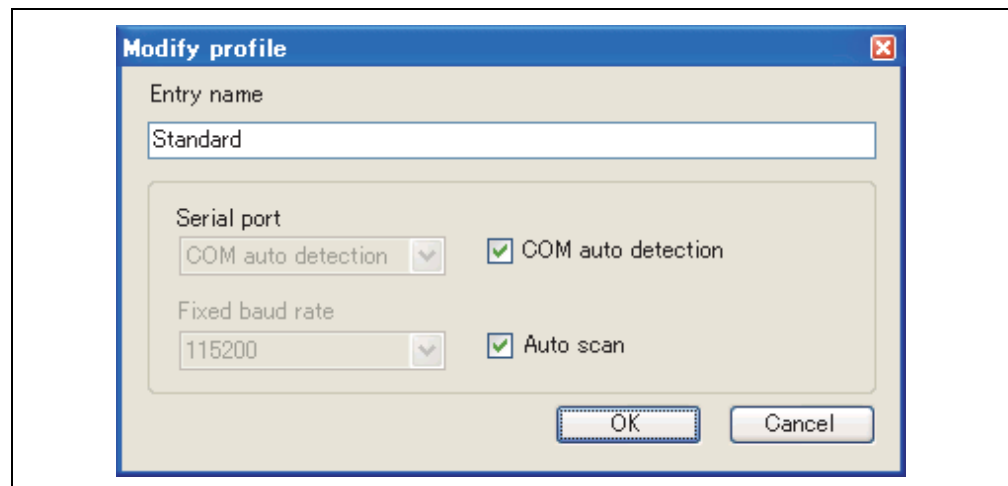 Modify profile
Entry name
Standard
Serial port
COM auto detection
COM auto detection
Fixed baud rate
115200
Auto scan
OK
Cancel